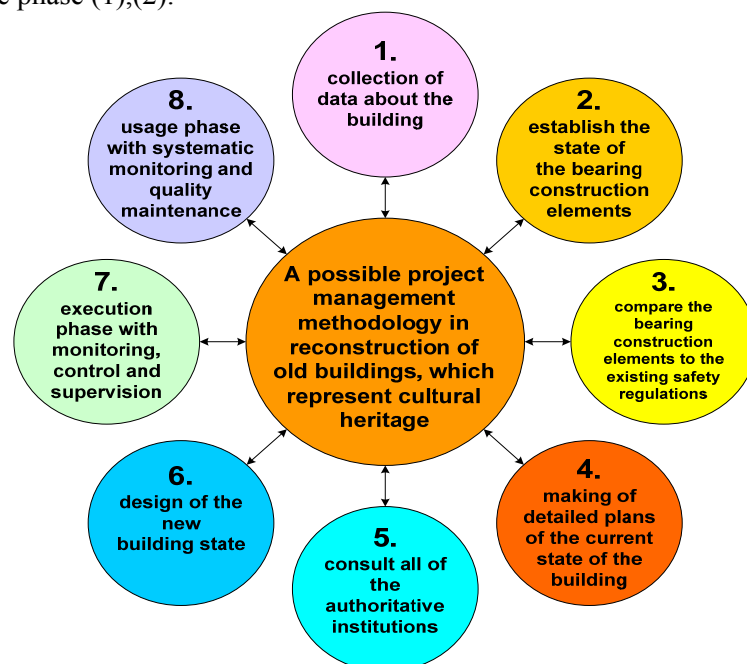 e phase (1),(2).
1.
collection of
data about the
building
2.
establish the
state of
the bearing
construction
elements
3.
compare the
bearing
construction
elements to the
existing safety
regulations
4.
making of
detailed plans
of the current
state of the
building
5.
consult all of
the
authoritative
institutions
6.
design of the
new
building state
7.
execution
phase with
monitoring,
control and
supervision
8.
usage phase
with systematic
monitoring and
quality
maintenance
A possible project
management
methodology in
reconstruction of
old buildings, which
represent cultural
heritage